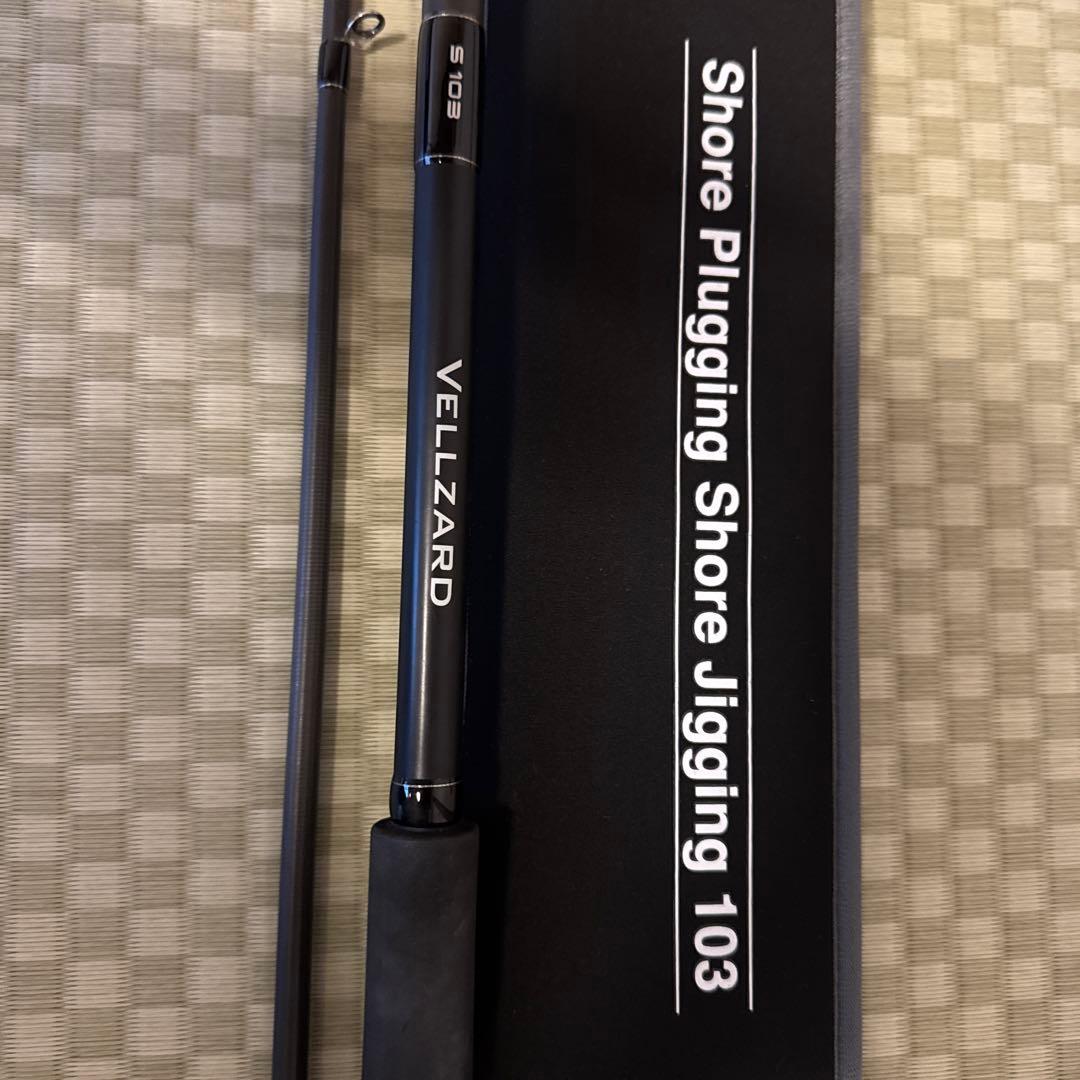 S 103
VELLZARD
Shore Plugging Shore Jigging 103